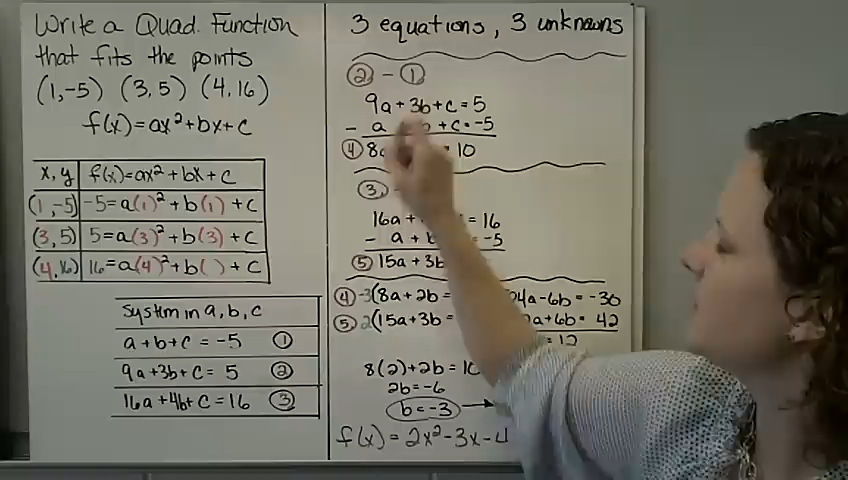 Write a Quad. Function
that fits the points
(1,-5) (3,5) (4,16)
f(x)=ax²+bx+c
x, y f(x)=ax²+bx+c
(1,-5) -5=a(1)²+b(1)+c
(3,5) 5=a(3)²+b(3)+c
(4,16) 16=a(4)²+b( )+c
System in a, b, c
a+b+c = -5 ①
9a+3b+c = 5 ②
16a+4b+c = 16 ③
3 equations, 3 unknowns
② - ①
9a+3b+c = 5
- a b +c = -5
④ 8a = 10
③ -
16a+ = 16
- a+b = -5
⑤ 15a+3b
④ -3(8a+2b = 24a-6b = -30
⑤ 2(15a+3b = a+6b = 42
= 12
8(2)+2b = 10
2b = -6
b = -3 →
f(x) = 2x²-3x-4